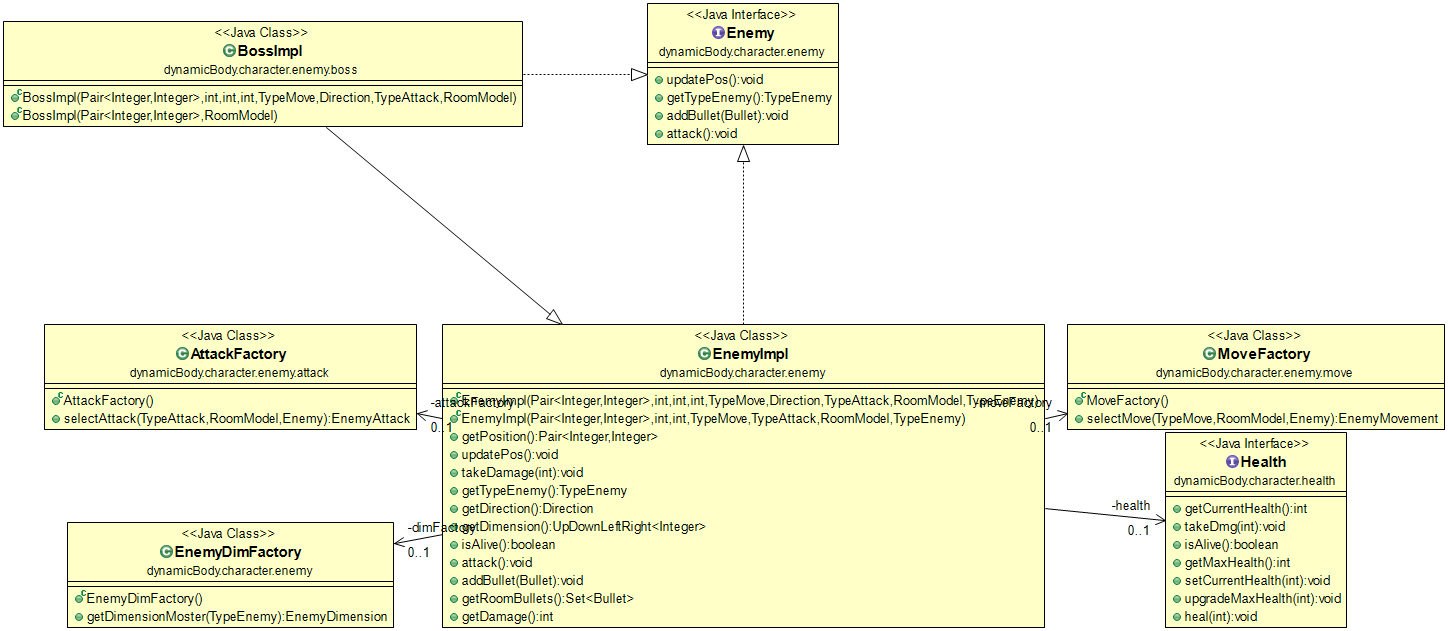 <<Java Class>>
BossImpl
dynamicBody.character.enemy.boss
BossImpl(Pair<Integer,Integer>,int,int,int,TypeMove,Direction,TypeAttack,RoomModel)
BossImpl(Pair<Integer,Integer>,RoomModel)
<<Java Interface>>
Enemy
dynamicBody.character.enemy
updatePos():void
getTypeEnemy():TypeEnemy
addBullet(Bullet):void
attack():void
<<Java Class>>
AttackFactory
dynamicBody.character.enemy.attack
AttackFactory()
selectAttack(TypeAttack,RoomModel,Enemy):EnemyAttack
-attackFactory
0..1
<<Java Class>>
EnemyImpl
dynamicBody.character.enemy
EnemyImpl(Pair<Integer,Integer>,int,int,int,TypeMove,Direction,TypeAttack,RoomModel,TypeEnemy)
EnemyImpl(Pair<Integer,Integer>,int,int,TypeMove,TypeAttack,RoomModel,TypeEnemy)
getPosition():Pair<Integer,Integer>
updatePos():void
takeDamage(int):void
getTypeEnemy():TypeEnemy
getDirection():Direction
getDimension():UpDownLeftRight<Integer>
isAlive():boolean
attack():void
addBullet(Bullet):void
getRoomBullets():Set<Bullet>
getDamage():int
-moveFactory
0..1
<<Java Class>>
MoveFactory
dynamicBody.character.enemy.move
MoveFactory()
selectMove(TypeMove,RoomModel,Enemy):EnemyMovement
-health
0..1
<<Java Interface>>
Health
dynamicBody.character.health
getCurrentHealth():int
takeDmg(int):void
isAlive():boolean
getMaxHealth():int
setCurrentHealth(int):void
upgradeMaxHealth(int):void
heal(int):void
-dimFactory
0..1
<<Java Class>>
EnemyDimFactory
dynamicBody.character.enemy
EnemyDimFactory()
getDimensionMoster(TypeEnemy):EnemyDimension